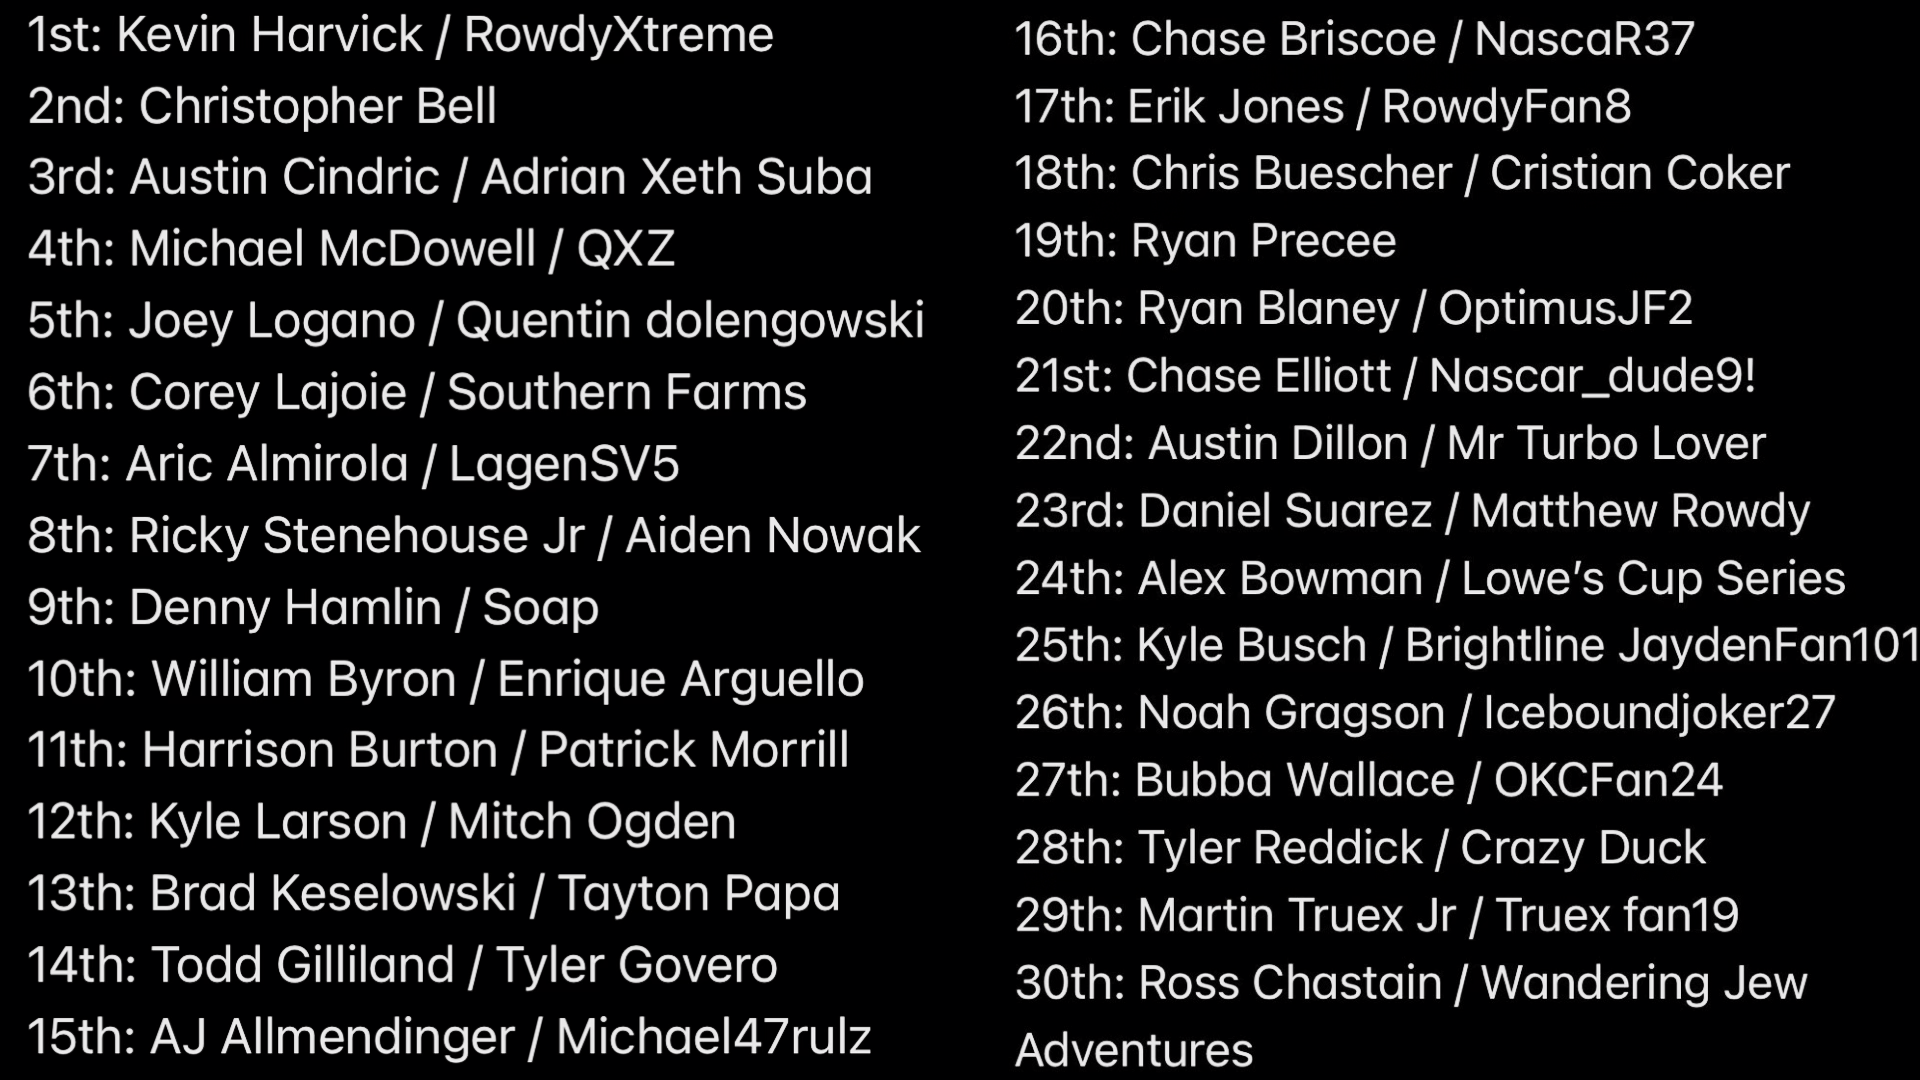 1st: Kevin Harvick / RowdyXtreme
2nd: Christopher Bell
3rd: Austin Cindric / Adrian Xeth Suba
4th: Michael McDowell / QXZ
5th: Joey Logano / Quentin dolengowski
6th: Corey Lajoie / Southern Farms
7th: Aric Almirola / LagenSV5
8th: Ricky Stenehouse Jr / Aiden Nowak
9th: Denny Hamlin / Soap
10th: William Byron / Enrique Arguello
11th: Harrison Burton / Patrick Morrill
12th: Kyle Larson / Mitch Ogden
13th: Brad Keselowski / Tayton Papa
14th: Todd Gilliland / Tyler Govero
15th: AJ Allmendinger / Michael47rulz
16th: Chase Briscoe / NascaR37
17th: Erik Jones / RowdyFan8
18th: Chris Buescher / Cristian Coker
19th: Ryan Precee
20th: Ryan Blaney / OptimusJF2
21st: Chase Elliott / Nascar_dude9!
22nd: Austin Dillon / Mr Turbo Lover
23rd: Daniel Suarez / Matthew Rowdy
24th: Alex Bowman / Lowe’s Cup Series
25th: Kyle Busch / Brightline JaydenFan101
26th: Noah Gragson / Iceboundjoker27
27th: Bubba Wallace / OKCFan24
28th: Tyler Reddick / Crazy Duck
29th: Martin Truex Jr / Truex fan19
30th: Ross Chastain / Wandering Jew
Adventures